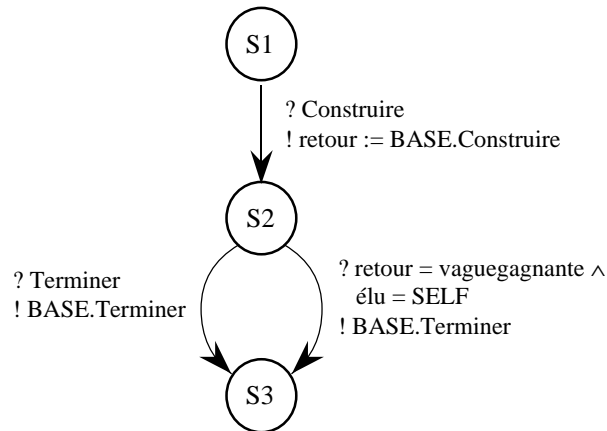 S1
? Construire
! retour := BASE.Construire
S2
? Terminer
! BASE.Terminer
? retour = vaguegagnante ∧
élu = SELF
! BASE.Terminer
S3